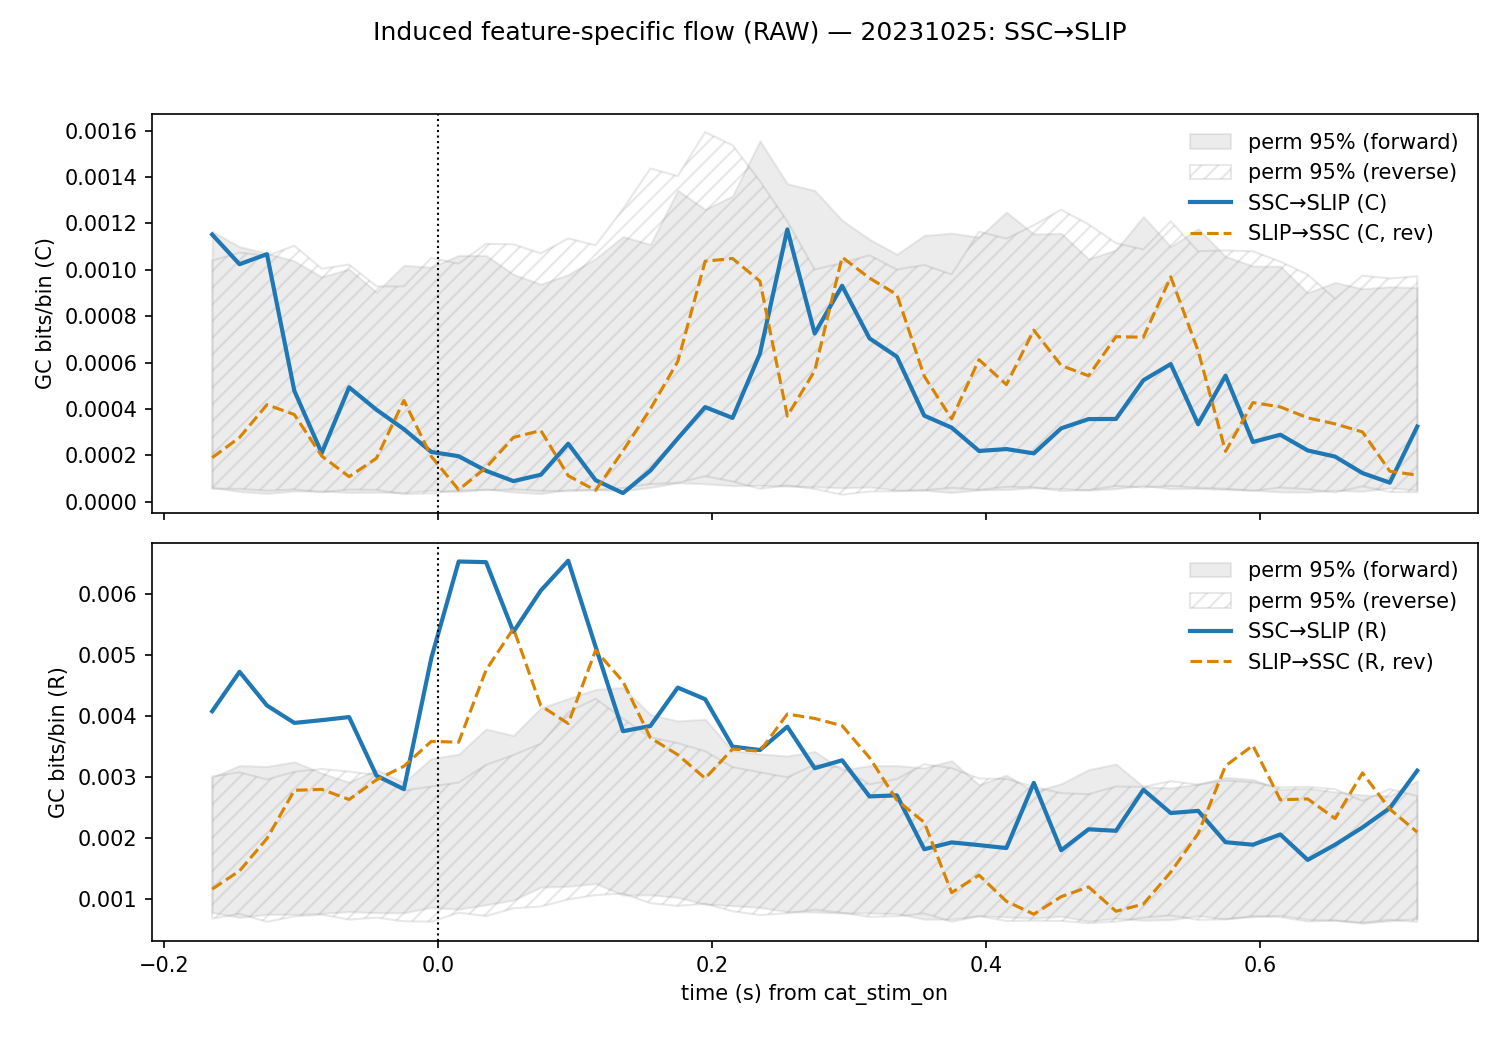 Induced feature-specific flow (RAW) — 20231025: SSC→SLIP
GC bits/bin (C)
0.0016
0.0014
0.0012
0.0010
0.0008
0.0006
0.0004
0.0002
0.0000
perm 95% (forward)
perm 95% (reverse)
SSC→SLIP (C)
SLIP→SSC (C, rev)
GC bits/bin (R)
0.006
0.005
0.004
0.003
0.002
0.001
perm 95% (forward)
perm 95% (reverse)
SSC→SLIP (R)
SLIP→SSC (R, rev)
−0.2
0.0
0.2
0.4
0.6
time (s) from cat_stim_on